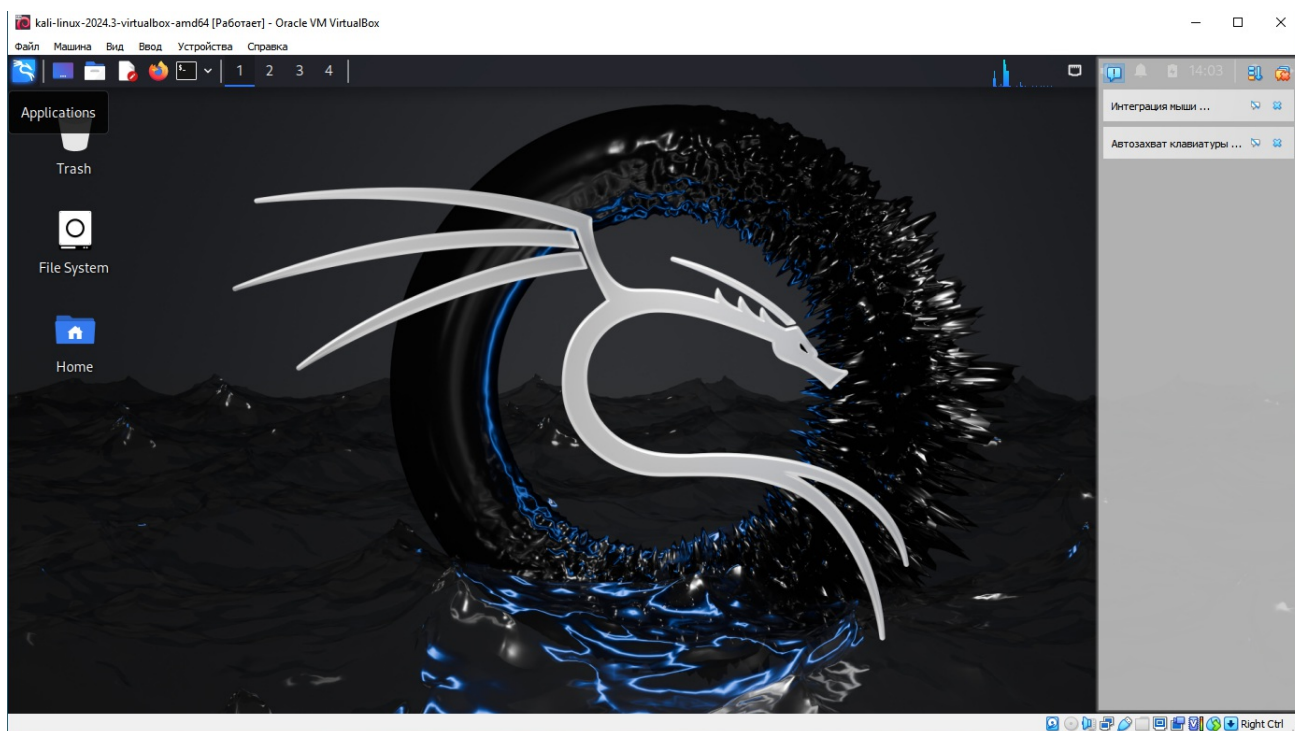 kali-linux-2024.3-virtualbox-amd64 [Работает] - Oracle VM VirtualBox
Файл Машина Вид Ввод Устройства Справка
1 2 3 4
14:03
Applications
Интеграция мыши ...
Автозахват клавиатуры ...
Trash
File System
Home
Right Ctrl